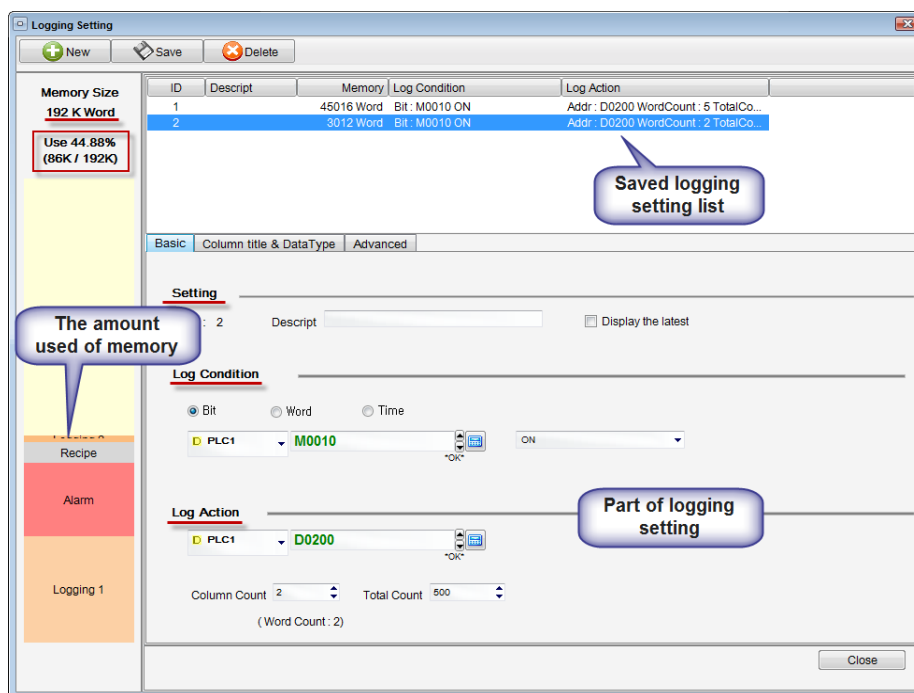 Logging Setting
New Save Delete
Memory Size
192 K Word
Use 44.88%
(86K / 192K)
ID Descript Memory Log Condition Log Action
1 45016 Word Bit : M0010 ON Addr : D0200 WordCount : 5 TotalCo...
2 3012 Word Bit : M0010 ON Addr : D0200 WordCount : 2 TotalCo...
Saved logging
setting list
Basic Column title & DataType Advanced
Setting
: 2 Descript Display the latest
The amount
used of memory
Log Condition
Bit Word Time
D PLC1 M0010 ON
*OK*
Recipe
Alarm
Log Action
D PLC1 D0200
*OK*
Part of logging
setting
Logging 1
Column Count 2 Total Count 500
( Word Count : 2)
Close